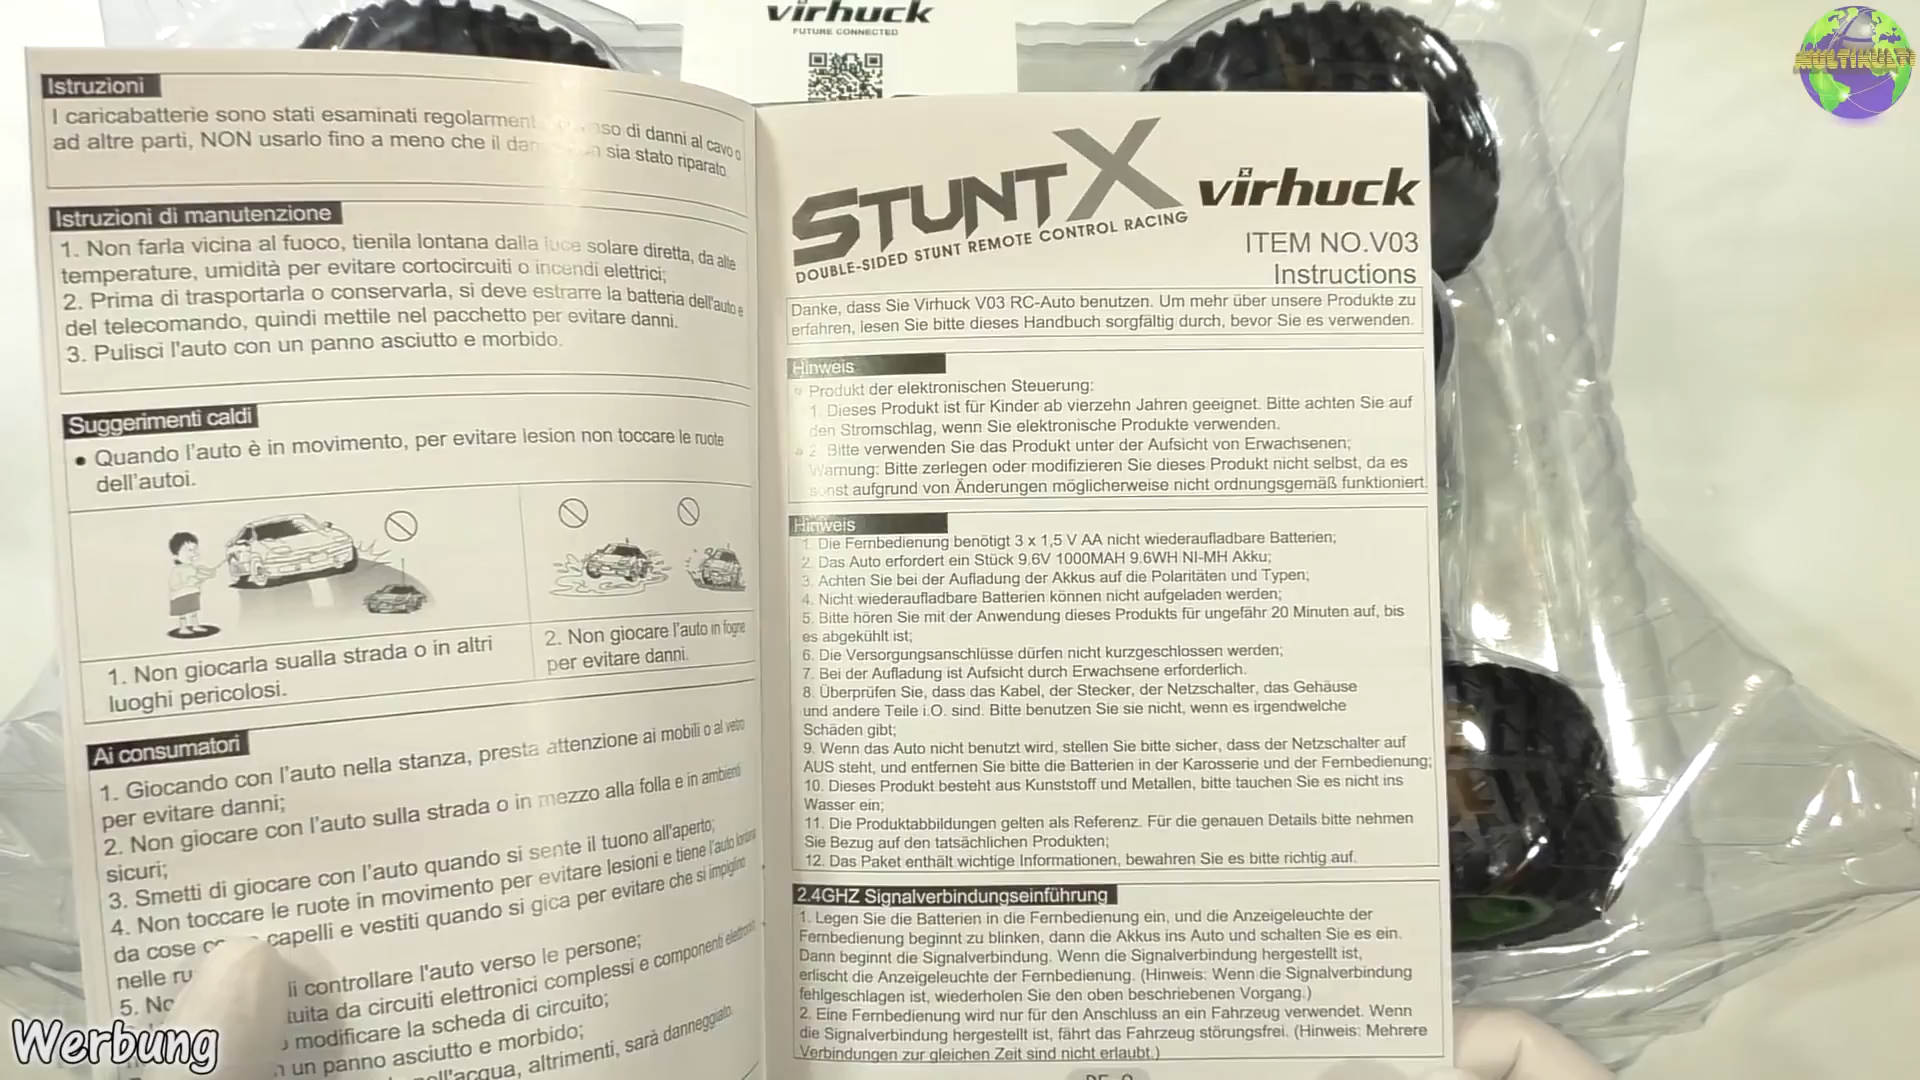 virhuck
FUTURE CONNECTED
MULTIKULTI
Istruzioni
I caricabatterie sono stati esaminati regolarment so di danni al cavo o
ad altre parti, NON usarlo fino a meno che il dan n sia stato riparato.
Istruzioni di manutenzione
1. Non farla vicina al fuoco, tienila lontana dalla luce solare diretta, da alte
temperature, umidità per evitare cortocircuiti o incendi elettrici;
2. Prima di trasportarla o conservarla, si deve estrarre la batteria dell'auto e
del telecomando, quindi mettile nel pacchetto per evitare danni.
3. Pulisci l'auto con un panno asciutto e morbido.
Suggerimenti caldi
● Quando l'auto è in movimento, per evitare lesion non toccare le ruote
dell'autoi.
1. Non giocarla sualla strada o in altri
luoghi pericolosi.
2. Non giocare l'auto in fogne
per evitare danni.
Ai consumatori
1. Giocando con l'auto nella stanza, presta attenzione ai mobili o al vetro
per evitare danni;
2. Non giocare con l'auto sulla strada o in mezzo alla folla e in ambienti
sicuri;
3. Smetti di giocare con l'auto quando si sente il tuono all'aperto;
4. Non toccare le ruote in movimento per evitare lesioni e tiene l'auto lontana
da cose capelli e vestiti quando si gica per evitare che si impiglino
nelle ru
5. No li controllare l'auto verso le persone;
tuita da circuiti elettronici complessi e componenti elettronici
modificare la scheda di circuito;
n un panno asciutto e morbido;
nell'acqua, altrimenti, sarà danneggiato.
STUNT X virhuck
DOUBLE-SIDED STUNT REMOTE CONTROL RACING
ITEM NO.V03
Instructions
Danke, dass Sie Virhuck V03 RC-Auto benutzen. Um mehr über unsere Produkte zu
erfahren, lesen Sie bitte dieses Handbuch sorgfältig durch, bevor Sie es verwenden.
Hinweis
Produkt der elektronischen Steuerung:
1. Dieses Produkt ist für Kinder ab vierzehn Jahren geeignet. Bitte achten Sie auf
den Stromschlag, wenn Sie elektronische Produkte verwenden.
2. Bitte verwenden Sie das Produkt unter der Aufsicht von Erwachsenen;
Warnung: Bitte zerlegen oder modifizieren Sie dieses Produkt nicht selbst, da es
sonst aufgrund von Änderungen möglicherweise nicht ordnungsgemäß funktioniert.
Hinweis
1. Die Fernbedienung benötigt 3 x 1,5 V AA nicht wiederaufladbare Batterien;
2. Das Auto erfordert ein Stück 9.6V 1000MAH 9.6WH NI-MH Akku;
3. Achten Sie bei der Aufladung der Akkus auf die Polaritäten und Typen;
4. Nicht wiederaufladbare Batterien können nicht aufgeladen werden;
5. Bitte hören Sie mit der Anwendung dieses Produkts für ungefähr 20 Minuten auf, bis
es abgekühlt ist;
6. Die Versorgungsanschlüsse dürfen nicht kurzgeschlossen werden;
7. Bei der Aufladung ist Aufsicht durch Erwachsene erforderlich.
8. Überprüfen Sie, dass das Kabel, der Stecker, der Netzschalter, das Gehäuse
und andere Teile i.O. sind. Bitte benutzen Sie sie nicht, wenn es irgendwelche
Schäden gibt;
9. Wenn das Auto nicht benutzt wird, stellen Sie bitte sicher, dass der Netzschalter auf
AUS steht, und entfernen Sie bitte die Batterien in der Karosserie und der Fernbedienung;
10. Dieses Produkt besteht aus Kunststoff und Metallen, bitte tauchen Sie es nicht ins
Wasser ein;
11. Die Produktabbildungen gelten als Referenz. Für die genauen Details bitte nehmen
Sie Bezug auf den tatsächlichen Produkten;
12. Das Paket enthält wichtige Informationen, bewahren Sie es bitte richtig auf.
2.4GHZ Signalverbindungseinführung
1. Legen Sie die Batterien in die Fernbedienung ein, und die Anzeigeleuchte der
Fernbedienung beginnt zu blinken, dann die Akkus ins Auto und schalten Sie es ein.
Dann beginnt die Signalverbindung. Wenn die Signalverbindung hergestellt ist,
erlischt die Anzeigeleuchte der Fernbedienung. (Hinweis: Wenn die Signalverbindung
fehlgeschlagen ist, wiederholen Sie den oben beschriebenen Vorgang.)
2. Eine Fernbedienung wird nur für den Anschluss an ein Fahrzeug verwendet. Wenn
die Signalverbindung hergestellt ist, fährt das Fahrzeug störungsfrei. (Hinweis: Mehrere
Verbindungen zur gleichen Zeit sind nicht erlaubt.)
Werbung